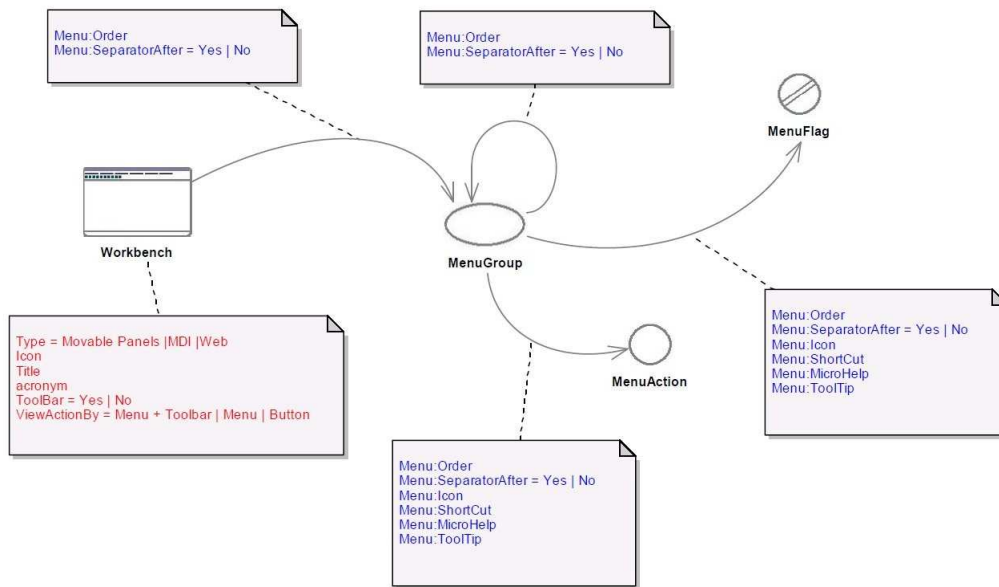 Menu:Order
Menu:SeparatorAfter = Yes | No
Menu:Order
Menu:SeparatorAfter = Yes | No
MenuFlag
Workbench
MenuGroup
Type = Movable Panels |MDI |Web
Icon
Title
acronym
ToolBar = Yes | No
ViewActionBy = Menu + Toolbar | Menu | Button
MenuAction
Menu:Order
Menu:SeparatorAfter = Yes | No
Menu:Icon
Menu:ShortCut
Menu:MicroHelp
Menu:ToolTip
Menu:Order
Menu:SeparatorAfter = Yes | No
Menu:Icon
Menu:ShortCut
Menu:MicroHelp
Menu:ToolTip